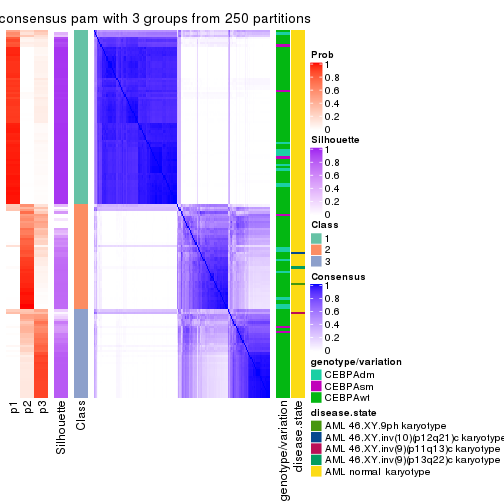 consensus pam with 3 groups from 250 partitions
Prob
1
0.8
0.6
0.4
0.2
0
Silhouette
1
0.8
0.6
0.4
0.2
0
Class
1
2
3
Consensus
1
0.8
0.6
0.4
0.2
0
genotype/variation
CEBPAdm
CEBPAsm
CEBPAwt
disease.state
AML 46.XY.9ph karyotype
AML 46.XY.inv(10)(p12q21)c karyotype
AML 46.XY.inv(9)(p11q13)c karyotype
AML 46.XY.inv(9)(p13q22)c karyotype
AML normal karyotype
p1
p2
p3
Silhouette
Class
genotype/variation
disease.state